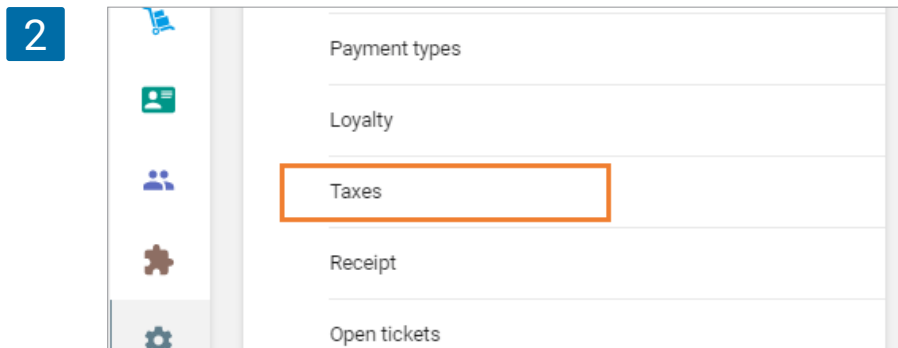 2
Payment types
Loyalty
Taxes
Receipt
Open tickets